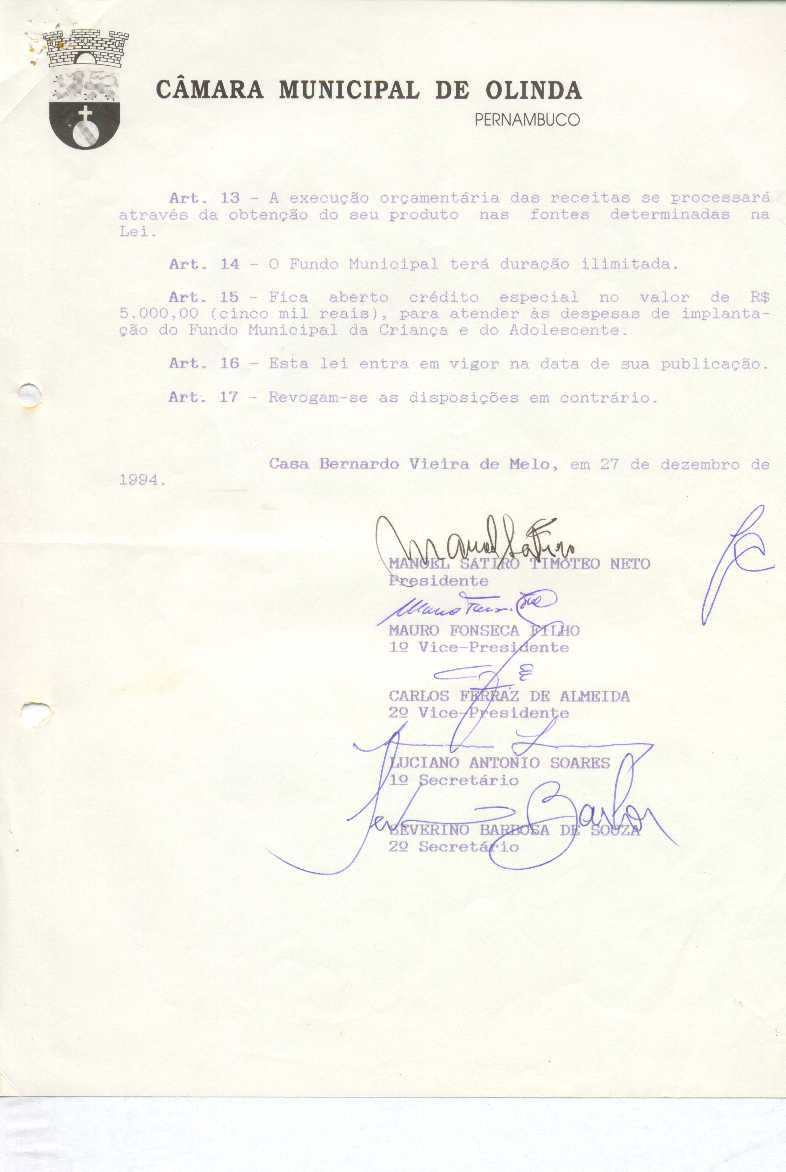 CÂMARA MUNICIPAL DE OLINDA
PERNAMBUCO
Art. 13 - A execução orçamentária das receitas se processará
através da obtenção do seu produto nas fontes determinadas na
Lei.
Art. 14 - O Fundo Municipal terá duração ilimitada.
Art. 15 - Fica aberto crédito especial no valor de R$
5.000,00 (cinco mil reais), para atender às despesas de implanta-
ção do Fundo Municipal da Criança e do Adolescente.
Art. 16 - Esta lei entra em vigor na data de sua publicação.
Art. 17 - Revogam-se as disposições em contrário.
Casa Bernardo Vieira de Melo, em 27 de dezembro de
1994.
Manoel Satiro
MANOEL SATIRO TIMOTEO NETO
Presidente
MAURO FONSECA FILHO
1º Vice-Presidente
CARLOS FERRAZ DE ALMEIDA
2º Vice-Presidente
LUCIANO ANTONIO SOARES
1º Secretário
SEVERINO BARBOSA DE SOUZA
2º Secretário